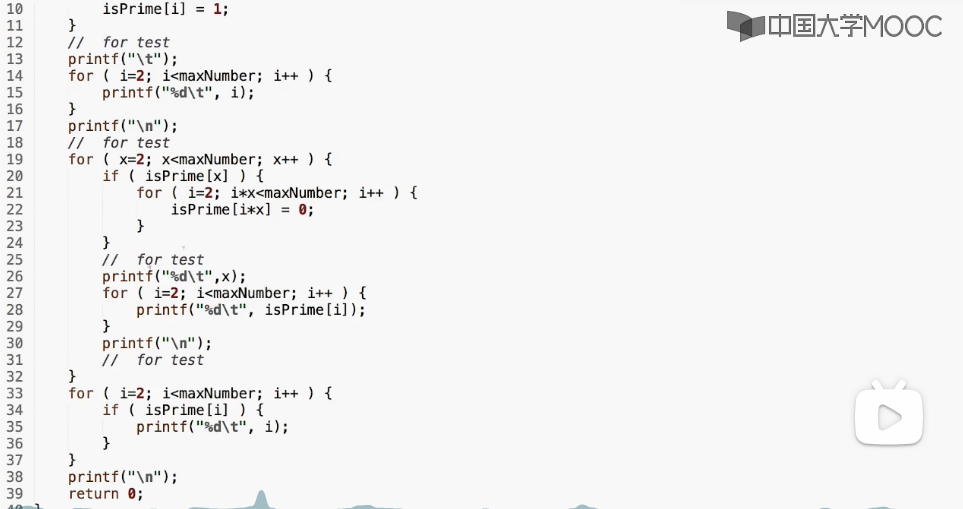 中国大学MOOC
10 isPrime[i] = 1;
11 }
12 // for test
13 printf("\t");
14 for ( i=2; i<maxNumber; i++ ) {
15 printf("%d\t", i);
16 }
17 printf("\n");
18 // for test
19 for ( x=2; x<maxNumber; x++ ) {
20 if ( isPrime[x] ) {
21 for ( i=2; i*x<maxNumber; i++ ) {
22 isPrime[i*x] = 0;
23 }
24 }
25 // for test
26 printf("%d\t",x);
27 for ( i=2; i<maxNumber; i++ ) {
28 printf("%d\t", isPrime[i]);
29 }
30 printf("\n");
31 // for test
32 }
33 for ( i=2; i<maxNumber; i++ ) {
34 if ( isPrime[i] ) {
35 printf("%d\t", i);
36 }
37 }
38 printf("\n");
39 return 0;
40 }